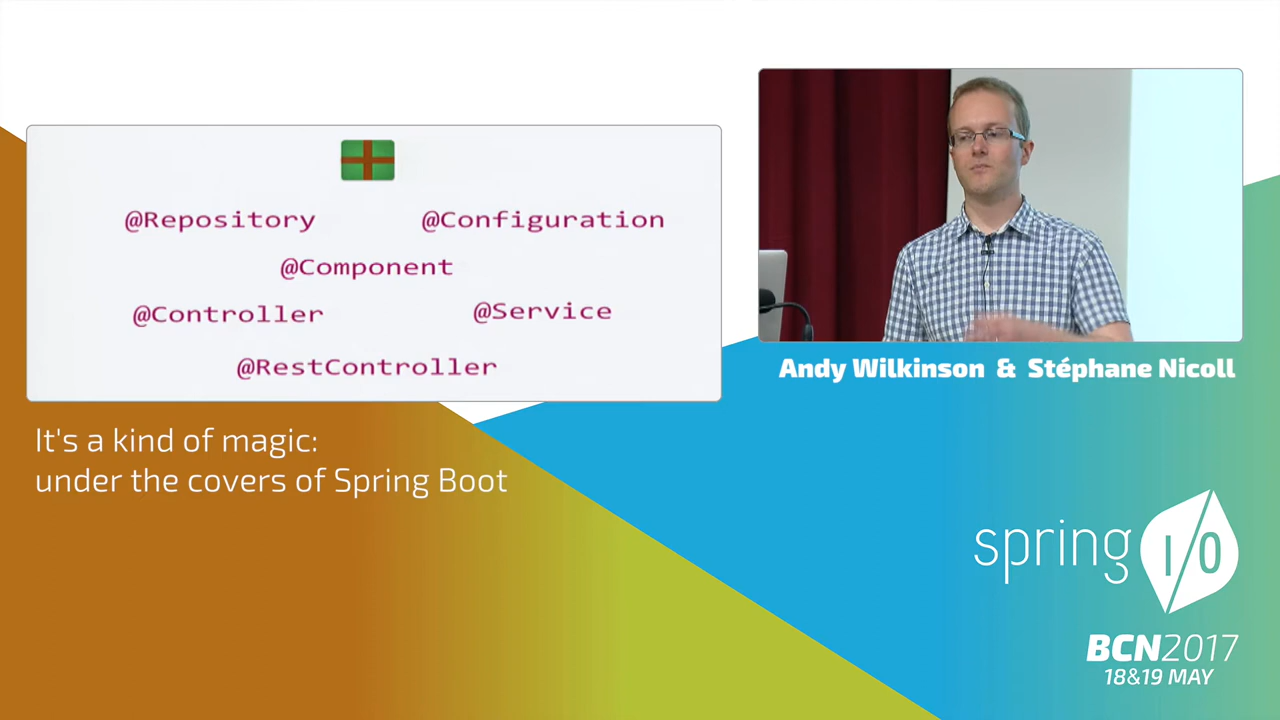 @Repository @Configuration
@Component
@Controller @Service
@RestController
Andy Wilkinson & Stéphane Nicoll
It's a kind of magic:
under the covers of Spring Boot
spring I/O
BCN2017
18&19 MAY